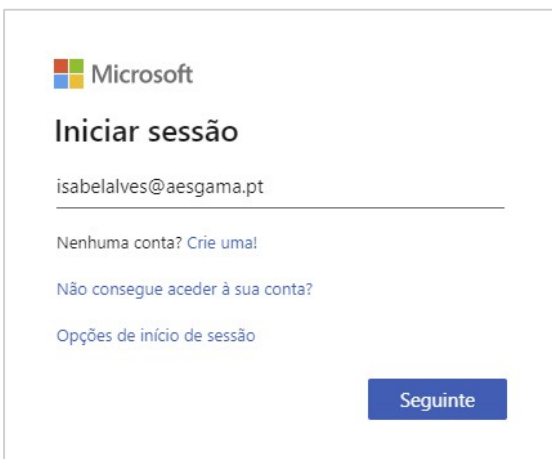 Microsoft
Iniciar sessão
isabelalves@aesgama.pt
Nenhuma conta? Crie uma!
Não consegue aceder à sua conta?
Opções de início de sessão
Seguinte